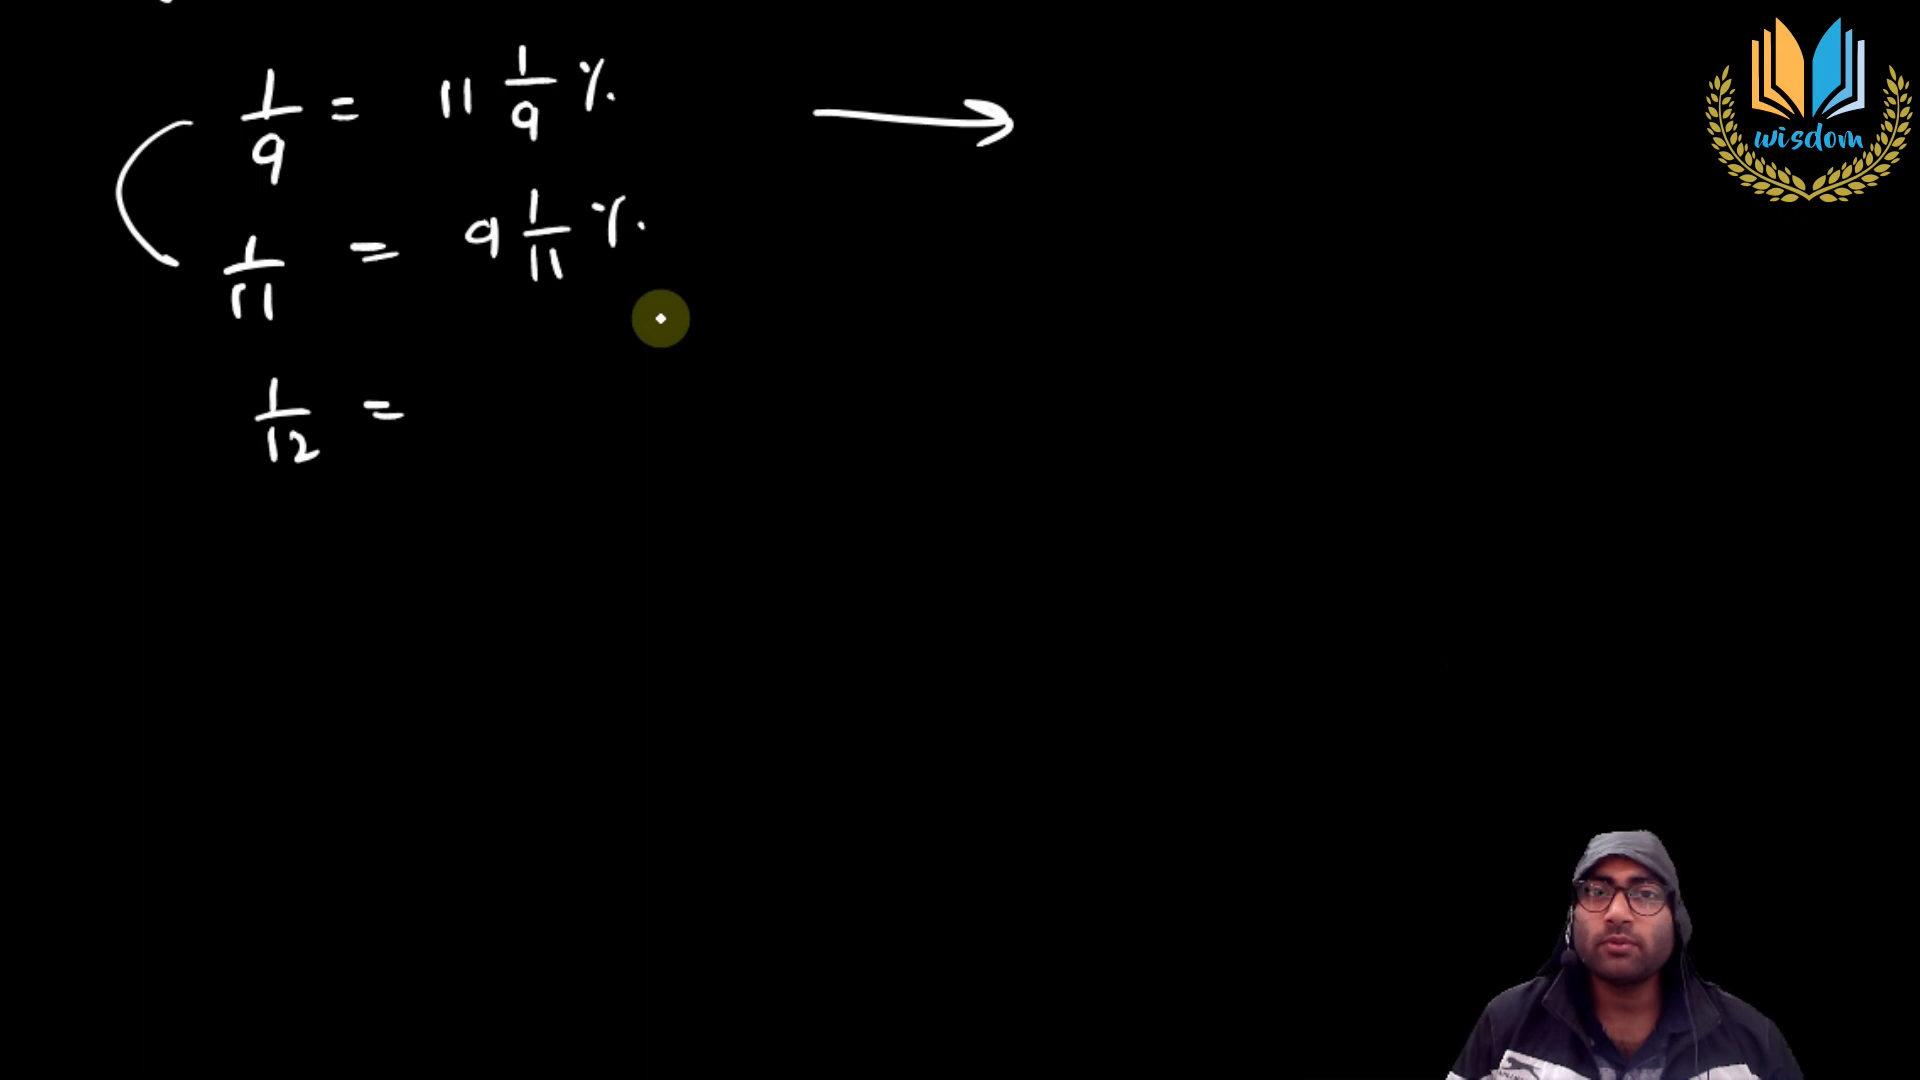 1/9 = 11 1/9 %
1/11 = 9 1/11 %
1/12 =
wisdom